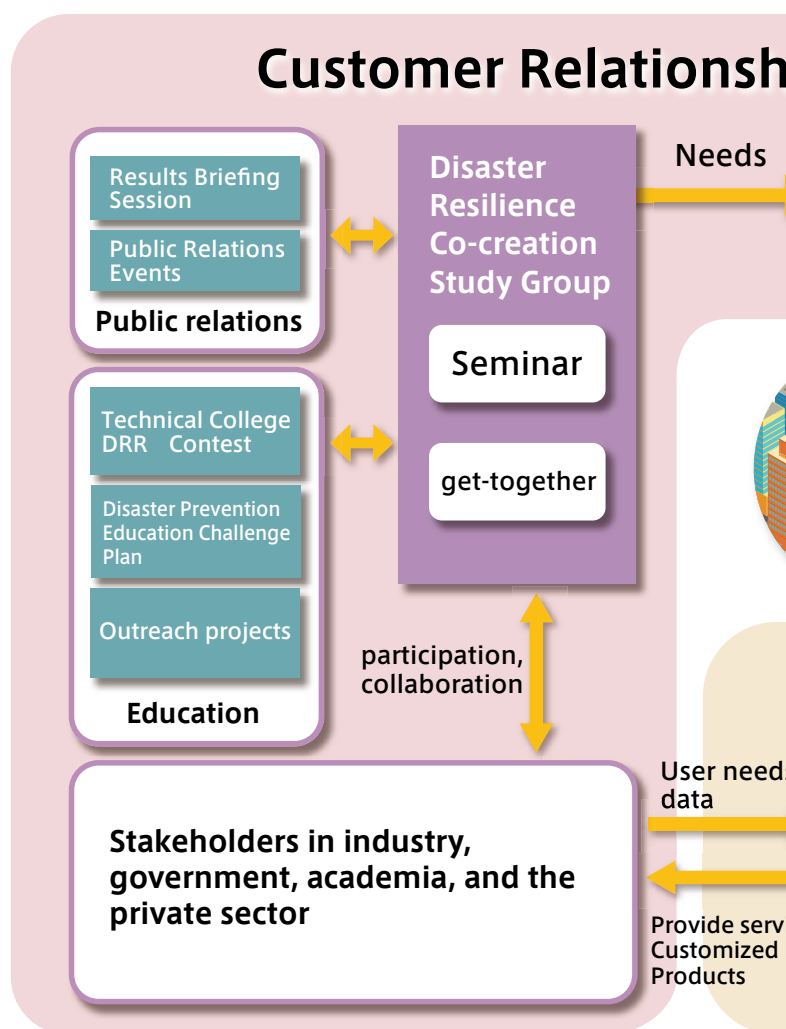 Customer Relationsh
Results Briefing
Session
Public Relations
Events
Public relations
Technical College
DRR Contest
Disaster Prevention
Education Challenge
Plan
Outreach projects
Education
Disaster
Resilience
Co-creation
Study Group
Seminar
get-together
Needs
participation,
collaboration
Stakeholders in industry,
government, academia, and the
private sector
User needs
data
Provide serv
Customized
Products